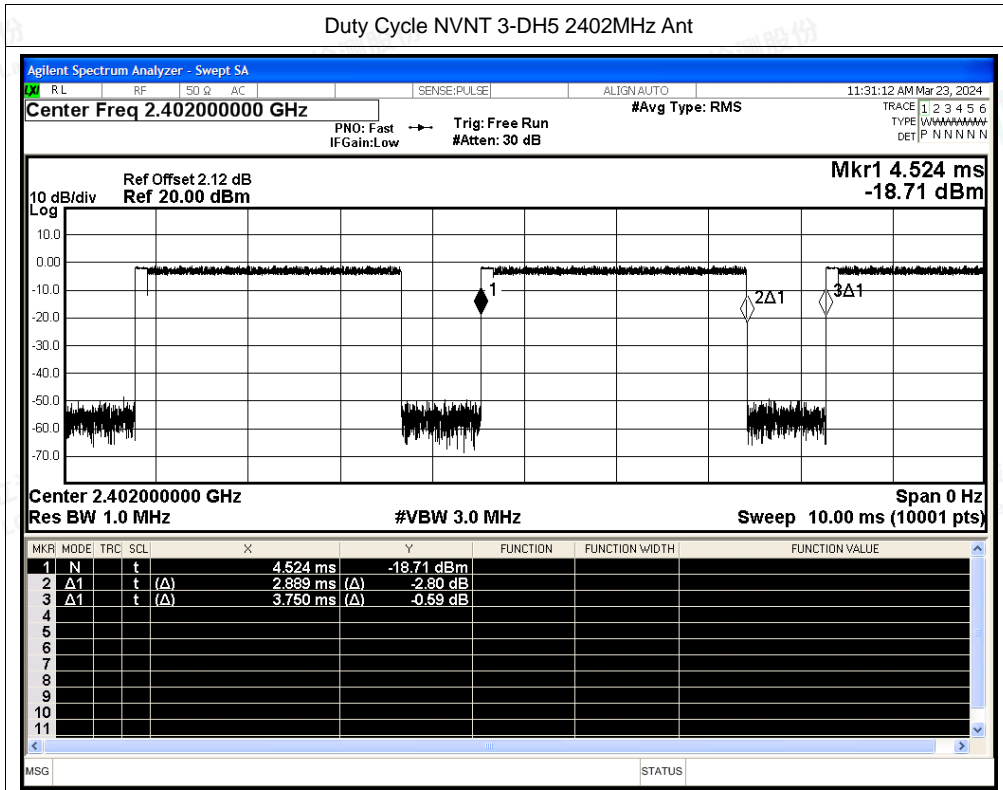 Duty Cycle NVNT 3-DH5 2402MHz Ant
Agilent Spectrum Analyzer - Swept SA
LXI RL RF 50 Ω AC SENSE:PULSE ALIGN AUTO 11:31:12 AM Mar 23, 2024
Center Freq 2.402000000 GHz #Avg Type: RMS TRACE 1 2 3 4 5 6
PNO: Fast Trig: Free Run TYPE WWWWWW
IFGain:Low #Atten: 30 dB DET P N N N N N
Mkr1 4.524 ms
Ref Offset 2.12 dB
10 dB/div Ref 20.00 dBm -18.71 dBm
Log
10.0
0.00
-10.0
1 2Δ1 3Δ1
-20.0
-30.0
-40.0
-50.0
-60.0
-70.0
Center 2.402000000 GHz Span 0 Hz
Res BW 1.0 MHz #VBW 3.0 MHz Sweep 10.00 ms (10001 pts)
MKR MODE TRC SCL X Y FUNCTION FUNCTION WIDTH FUNCTION VALUE
1 N t 4.524 ms -18.71 dBm
2 Δ1 t (Δ) 2.889 ms (Δ) -2.80 dB
3 Δ1 t (Δ) 3.750 ms (Δ) -0.59 dB
4
5
6
7
8
9
10
11
MSG STATUS